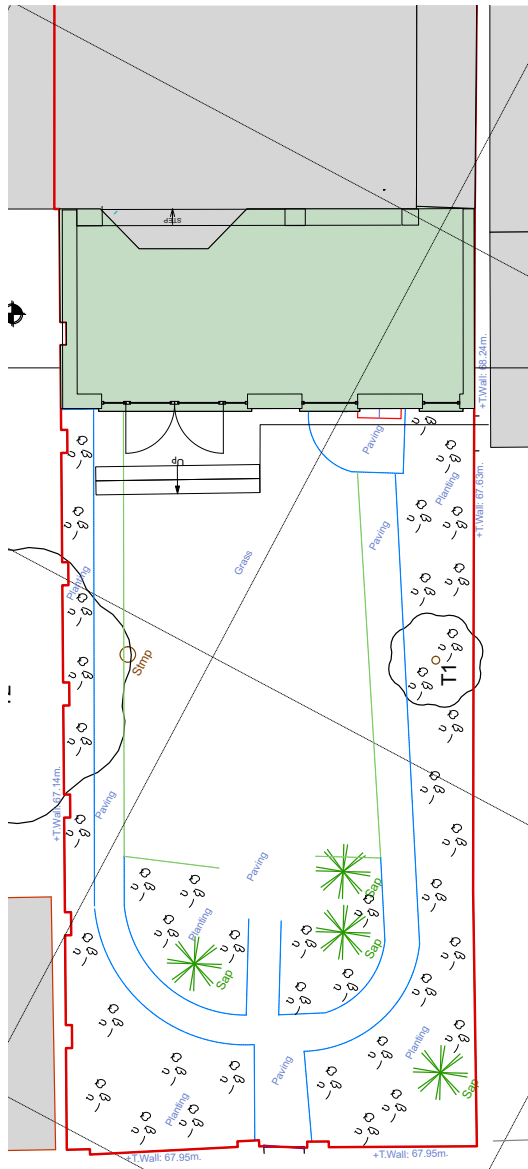 STEP
+T.Wall: 68.24m.
Up
Paving
Planting
+T.Wall: 67.63m.
Paving
Grass
Planting
Stmp
T1
+T.Wall: 67.14m.
Paving
Paving
Sap
Planting
Sap
Sap
Planting
Paving
Sap
Planting
+T.Wall: 67.95m.
+T.Wall: 67.95m.